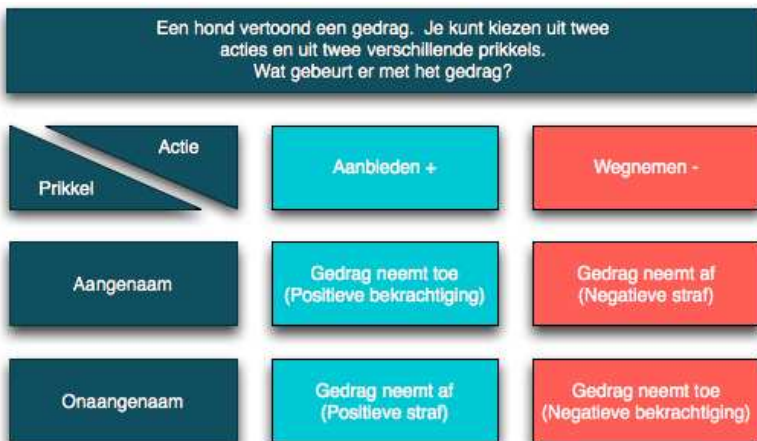 Een hond vertoond een gedrag. Je kunt kiezen uit twee
acties en uit twee verschillende prikkels.
Wat gebeurt er met het gedrag?
Actie
Prikkel
Aanbieden +
Wegnemen -
Aangenaam
Gedrag neemt toe
(Positieve bekrachtiging)
Gedrag neemt af
(Negatieve straf)
Onaangenaam
Gedrag neemt af
(Positieve straf)
Gedrag neemt toe
(Negatieve bekrachtiging)